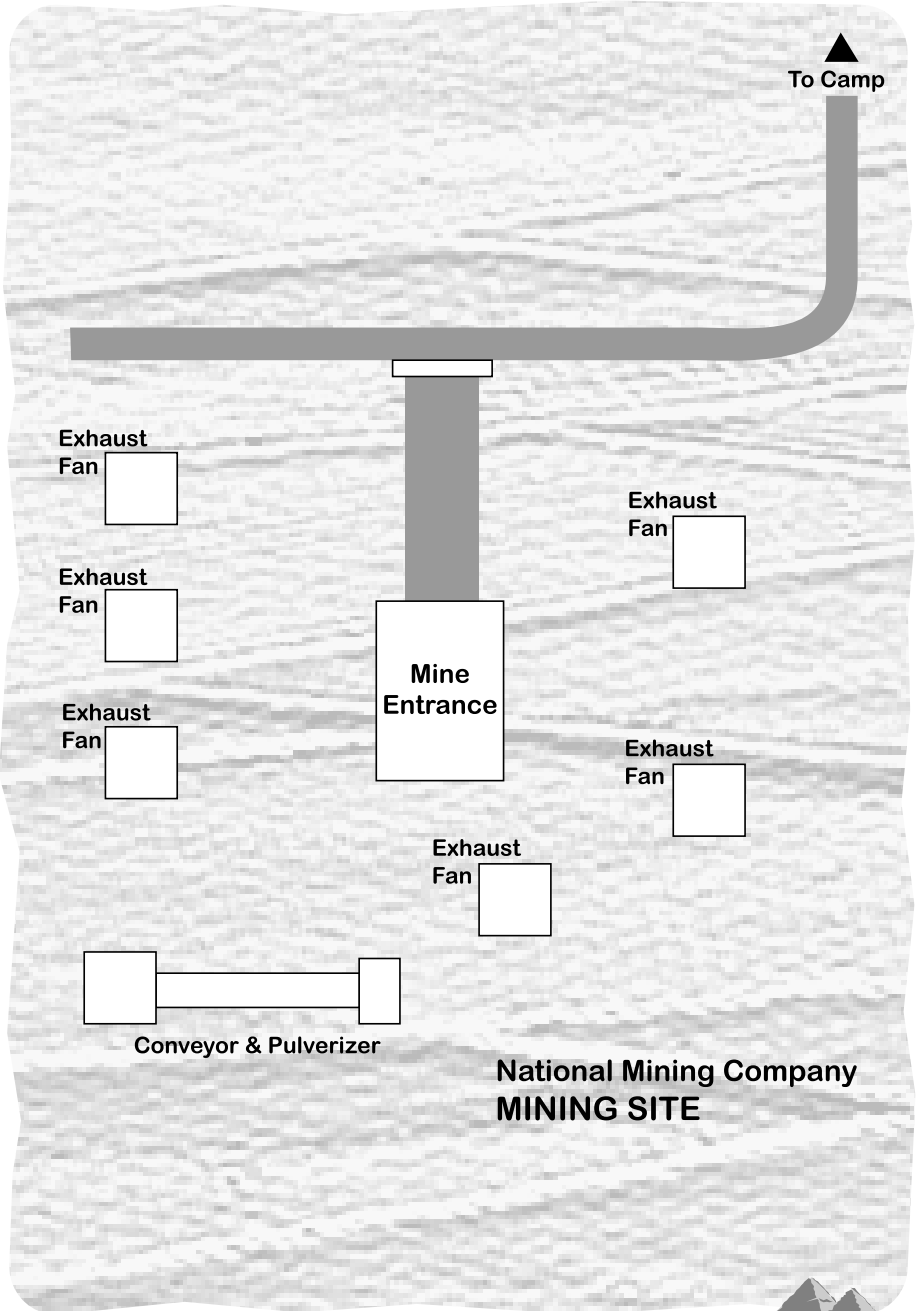 To Camp
Exhaust
Fan
Exhaust
Fan
Exhaust
Fan
Mine
Entrance
Exhaust
Fan
Exhaust
Fan
Exhaust
Fan
Conveyor & Pulverizer
National Mining Company
MINING SITE